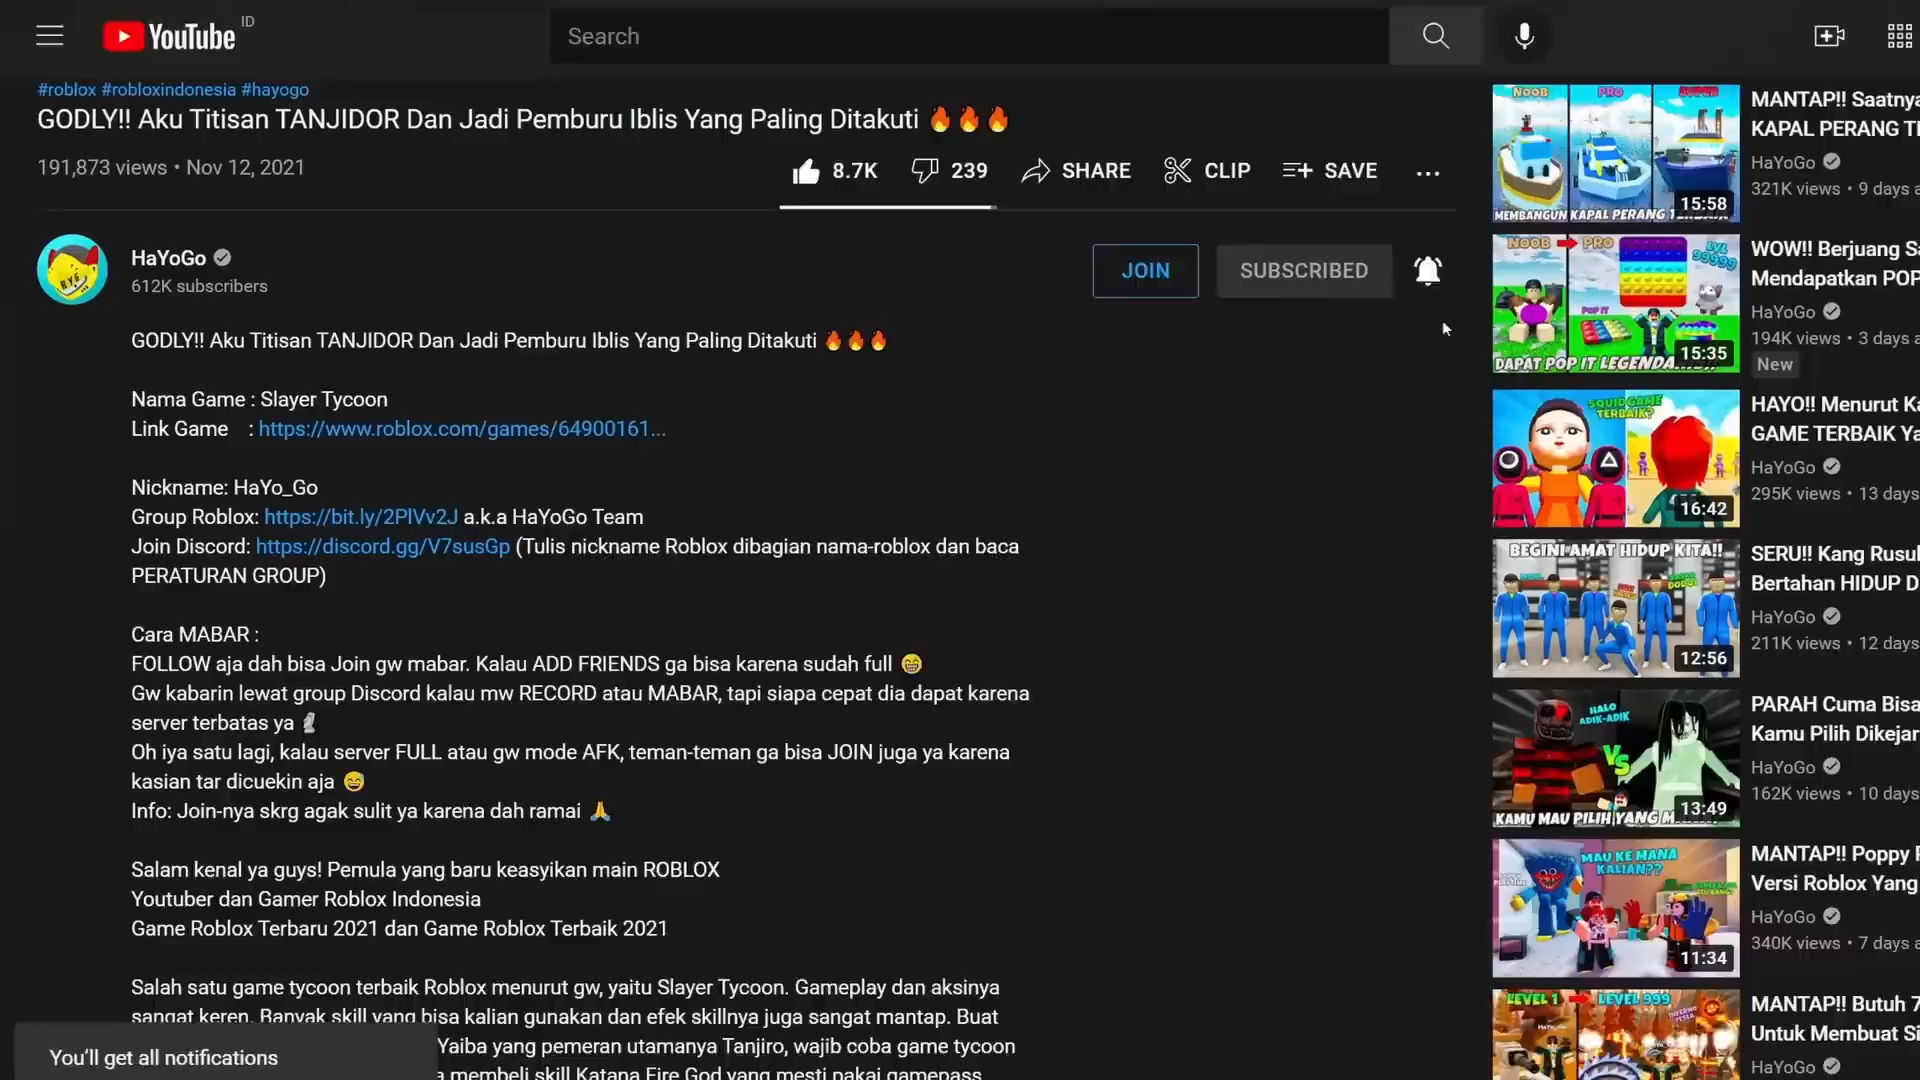 YouTube ID
Search
#roblox #robloxindonesia #hayogo
GODLY!! Aku Titisan TANJIDOR Dan Jadi Pemburu Iblis Yang Paling Ditakuti 🔥🔥🔥
191,873 views • Nov 12, 2021
8.7K 239 SHARE CLIP SAVE
HaYoGo
612K subscribers
JOIN SUBSCRIBED
GODLY!! Aku Titisan TANJIDOR Dan Jadi Pemburu Iblis Yang Paling Ditakuti 🔥🔥🔥
Nama Game : Slayer Tycoon
Link Game : https://www.roblox.com/games/64900161...
Nickname: HaYo_Go
Group Roblox: https://bit.ly/2PlVv2J a.k.a HaYoGo Team
Join Discord: https://discord.gg/V7susGp (Tulis nickname Roblox dibagian nama-roblox dan baca
PERATURAN GROUP)
Cara MABAR :
FOLLOW aja dah bisa Join gw mabar. Kalau ADD FRIENDS ga bisa karena sudah full 😁
Gw kabarin lewat group Discord kalau mw RECORD atau MABAR, tapi siapa cepat dia dapat karena
server terbatas ya 🗿
Oh iya satu lagi, kalau server FULL atau gw mode AFK, teman-teman ga bisa JOIN juga ya karena
kasian tar dicuekin aja 😅
Info: Join-nya skrg agak sulit ya karena dah ramai 🙏
Salam kenal ya guys! Pemula yang baru keasyikan main ROBLOX
Youtuber dan Gamer Roblox Indonesia
Game Roblox Terbaru 2021 dan Game Roblox Terbaik 2021
Salah satu game tycoon terbaik Roblox menurut gw, yaitu Slayer Tycoon. Gameplay dan aksinya
sangat keren. Banyak skill yang bisa kalian gunakan dan efek skillnya juga sangat mantap. Buat
Yaiba yang pemeran utamanya Tanjiro, wajib coba game tycoon
membeli skill Katana Fire God yang mesti pakai gamepass
You'll get all notifications
NOOB PRO SUPER
MEMBANGUN KAPAL PERANG
15:58
MANTAP!! Saatnya
KAPAL PERANG
HaYoGo
321K views • 9 days
NOOB PRO
LVL
99999
POP IT
DAPAT POP IT
15:35
WOW!! Berjuang
Mendapatkan POP
HaYoGo
194K views • 3 days
New
SQUID GAME
TERBAIK?
16:42
HAYO!! Menurut
GAME TERBAIK
HaYoGo
295K views • 13 days
BEGINI AMAT HIDUP KITA!!
12:56
SERU!! Kang
Bertahan HIDUP
HaYoGo
211K views • 12 days
HALO
ADIK-ADIK
VS
KAMU MAU PILIH YANG
13:49
PARAH Cuma Bisa
Kamu Pilih Dikejar
HaYoGo
162K views • 10 days
MAU KE MANA
KALIAN??
11:34
MANTAP!! Poppy
Versi Roblox Yang
HaYoGo
340K views • 7 days
LEVEL 1 LEVEL 999
MANTAP!! Butuh 7
Untuk Membuat
HaYoGo